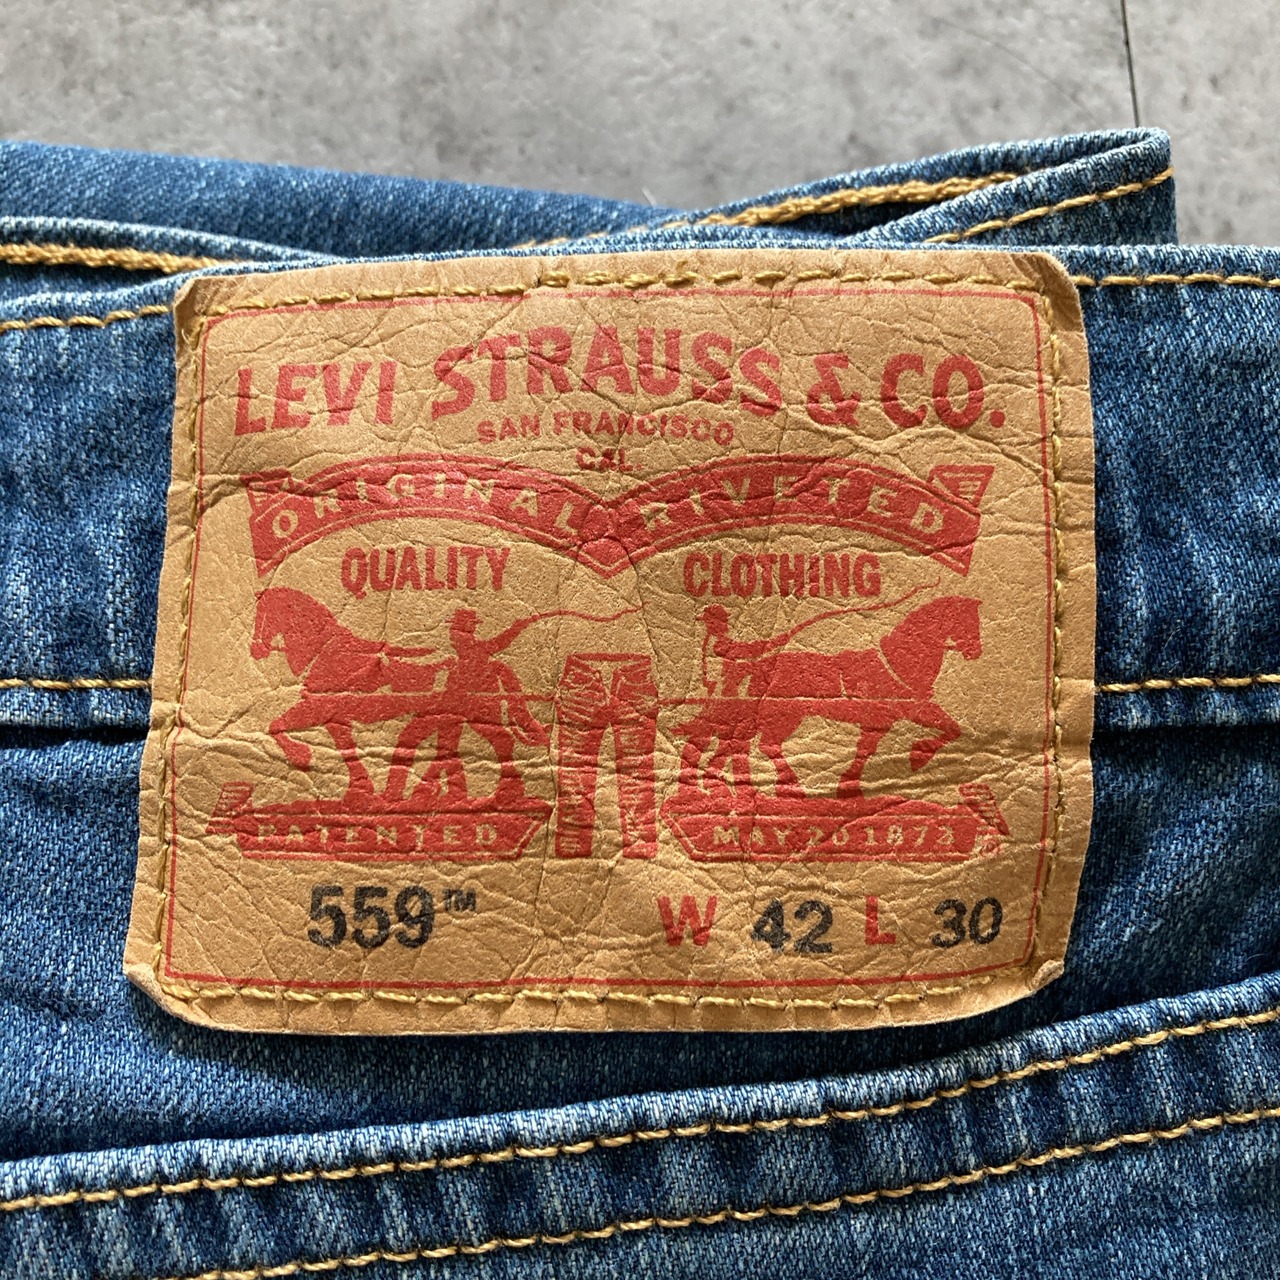 LEVI STRAUSS & CO.
SAN FRANCISCO
CAL
ORIGINAL RIVETED
QUALITY CLOTHING
PATENTED MAY 20 1873
559™ W 42 L 30